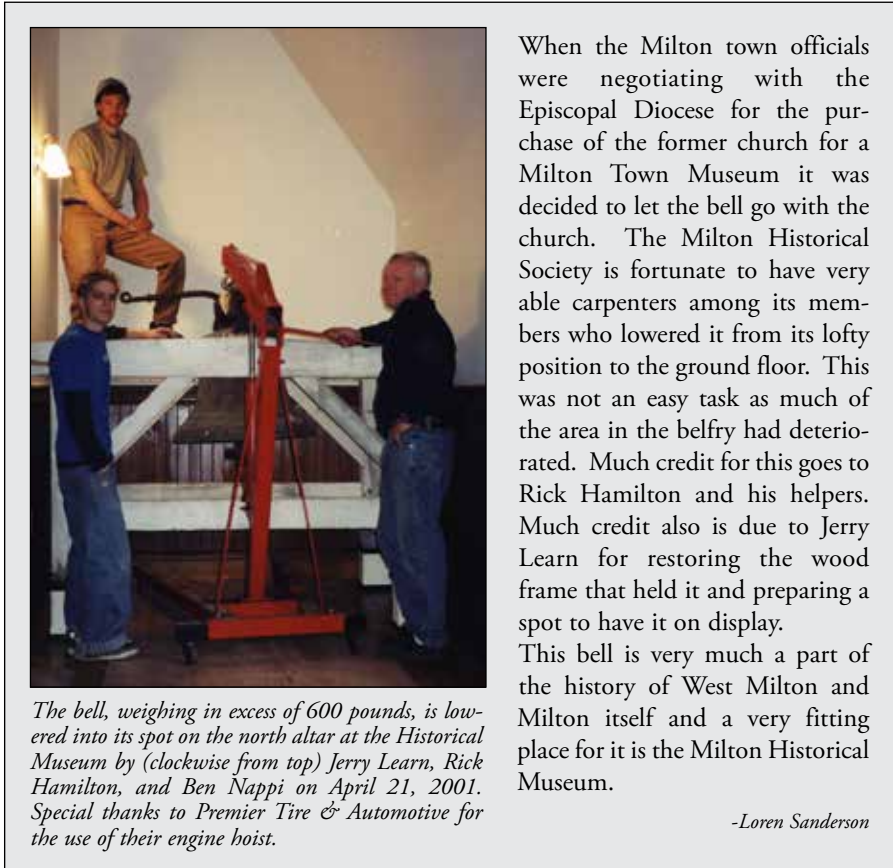 When the Milton town officials
were negotiating with the
Episcopal Diocese for the pur-
chase of the former church for a
Milton Town Museum it was
decided to let the bell go with the
church. The Milton Historical
Society is fortunate to have very
able carpenters among its mem-
bers who lowered it from its lofty
position to the ground floor. This
was not an easy task as much of
the area in the belfry had deterio-
rated. Much credit for this goes to
Rick Hamilton and his helpers.
Much credit also is due to Jerry
Learn for restoring the wood
frame that held it and preparing a
spot to have it on display.
This bell is very much a part of
the history of West Milton and
Milton itself and a very fitting
place for it is the Milton Historical
Museum.
-Loren Sanderson
The bell, weighing in excess of 600 pounds, is low-
ered into its spot on the north altar at the Historical
Museum by (clockwise from top) Jerry Learn, Rick
Hamilton, and Ben Nappi on April 21, 2001.
Special thanks to Premier Tire & Automotive for
the use of their engine hoist.